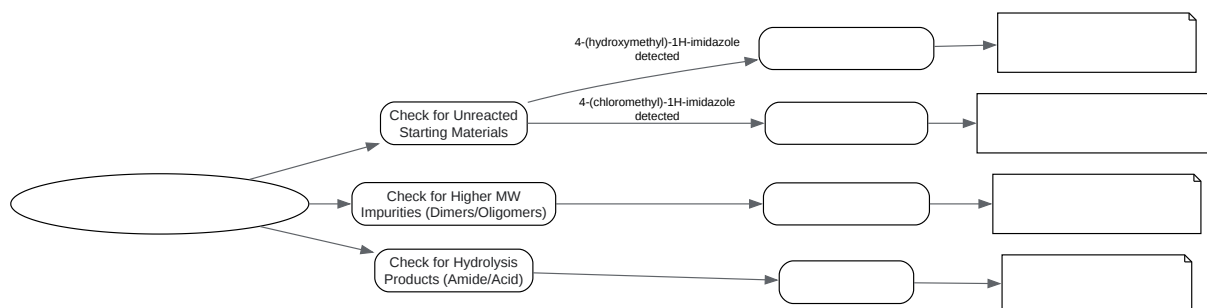 4-(hydroxymethyl)-1H-imidazole
detected
4-(chloromethyl)-1H-imidazole
detected
Check for Unreacted
Starting Materials
Check for Higher MW
Impurities (Dimers/Oligomers)
Check for Hydrolysis
Products (Amide/Acid)